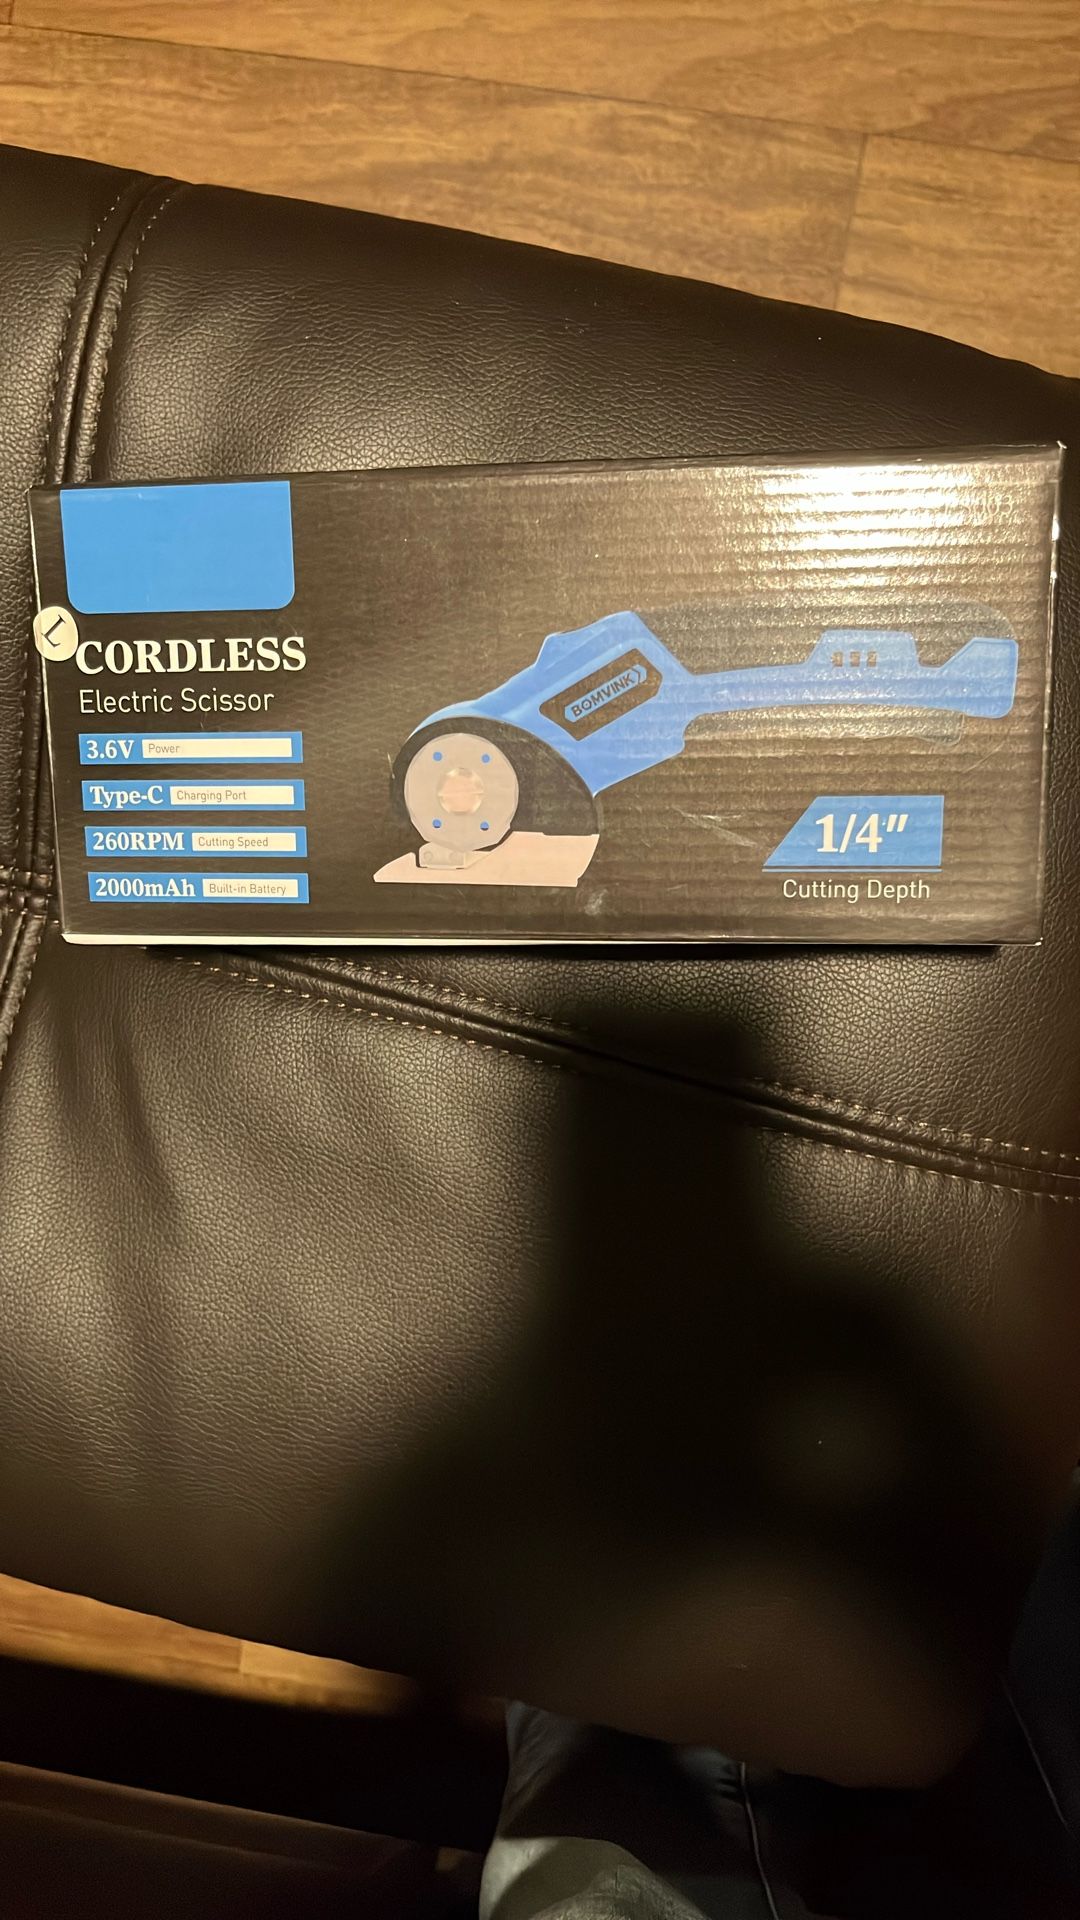 L
CORDLESS
Electric Scissor
3.6V Power
Type-C Charging Port
260RPM Cutting Speed
2000mAh Built-in Battery
BOMVINK
1/4"
Cutting Depth